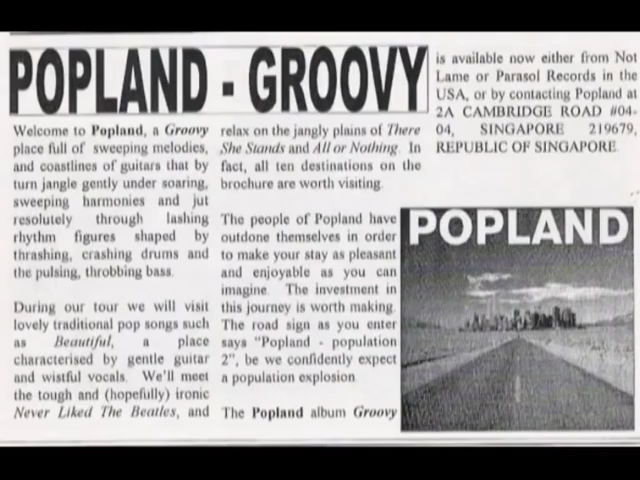 POPLAND - GROOVY
Welcome to Popland, a Groovy
place full of sweeping melodies,
and coastlines of guitars that by
turn jangle gently under soaring,
sweeping harmonies and jut
resolutely through lashing
rhythm figures shaped by
thrashing, crashing drums and
the pulsing, throbbing bass.
During our tour we will visit
lovely traditional pop songs such
as Beautiful, a place
characterised by gentle guitar
and wistful vocals. We'll meet
the tough and (hopefully) ironic
Never Liked The Beatles, and
relax on the jangly plains of There
She Stands and All or Nothing. In
fact, all ten destinations on the
brochure are worth visiting.
The people of Popland have
outdone themselves in order
to make your stay as pleasant
and enjoyable as you can
imagine. The investment in
this journey is worth making.
The road sign as you enter
says "Popland - population
2", be we confidently expect
a population explosion.
The Popland album Groovy
is available now either from Not
Lame or Parasol Records in the
USA, or by contacting Popland at
2A CAMBRIDGE ROAD #04-
04, SINGAPORE 219679,
REPUBLIC OF SINGAPORE.
POPLAND